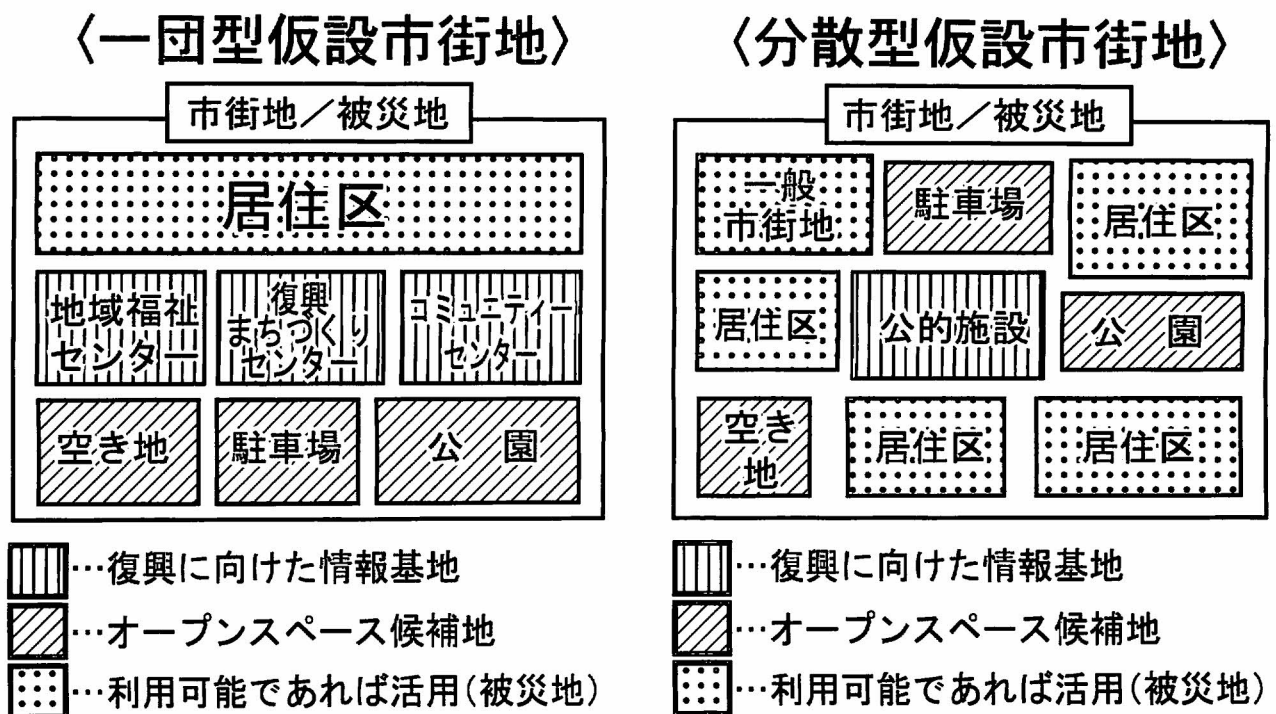 〈一団型仮設市街地〉
市街地／被災地
居住区
地域福祉
センター
復興
まちづくり
センター
コミュニティー
センター
空き地
駐車場
公　園
…復興に向けた情報基地
…オープンスペース候補地
…利用可能であれば活用(被災地)
〈分散型仮設市街地〉
市街地／被災地
一般
市街地
駐車場
居住区
居住区
公的施設
公　園
空き
地
居住区
居住区
…復興に向けた情報基地
…オープンスペース候補地
…利用可能であれば活用(被災地)